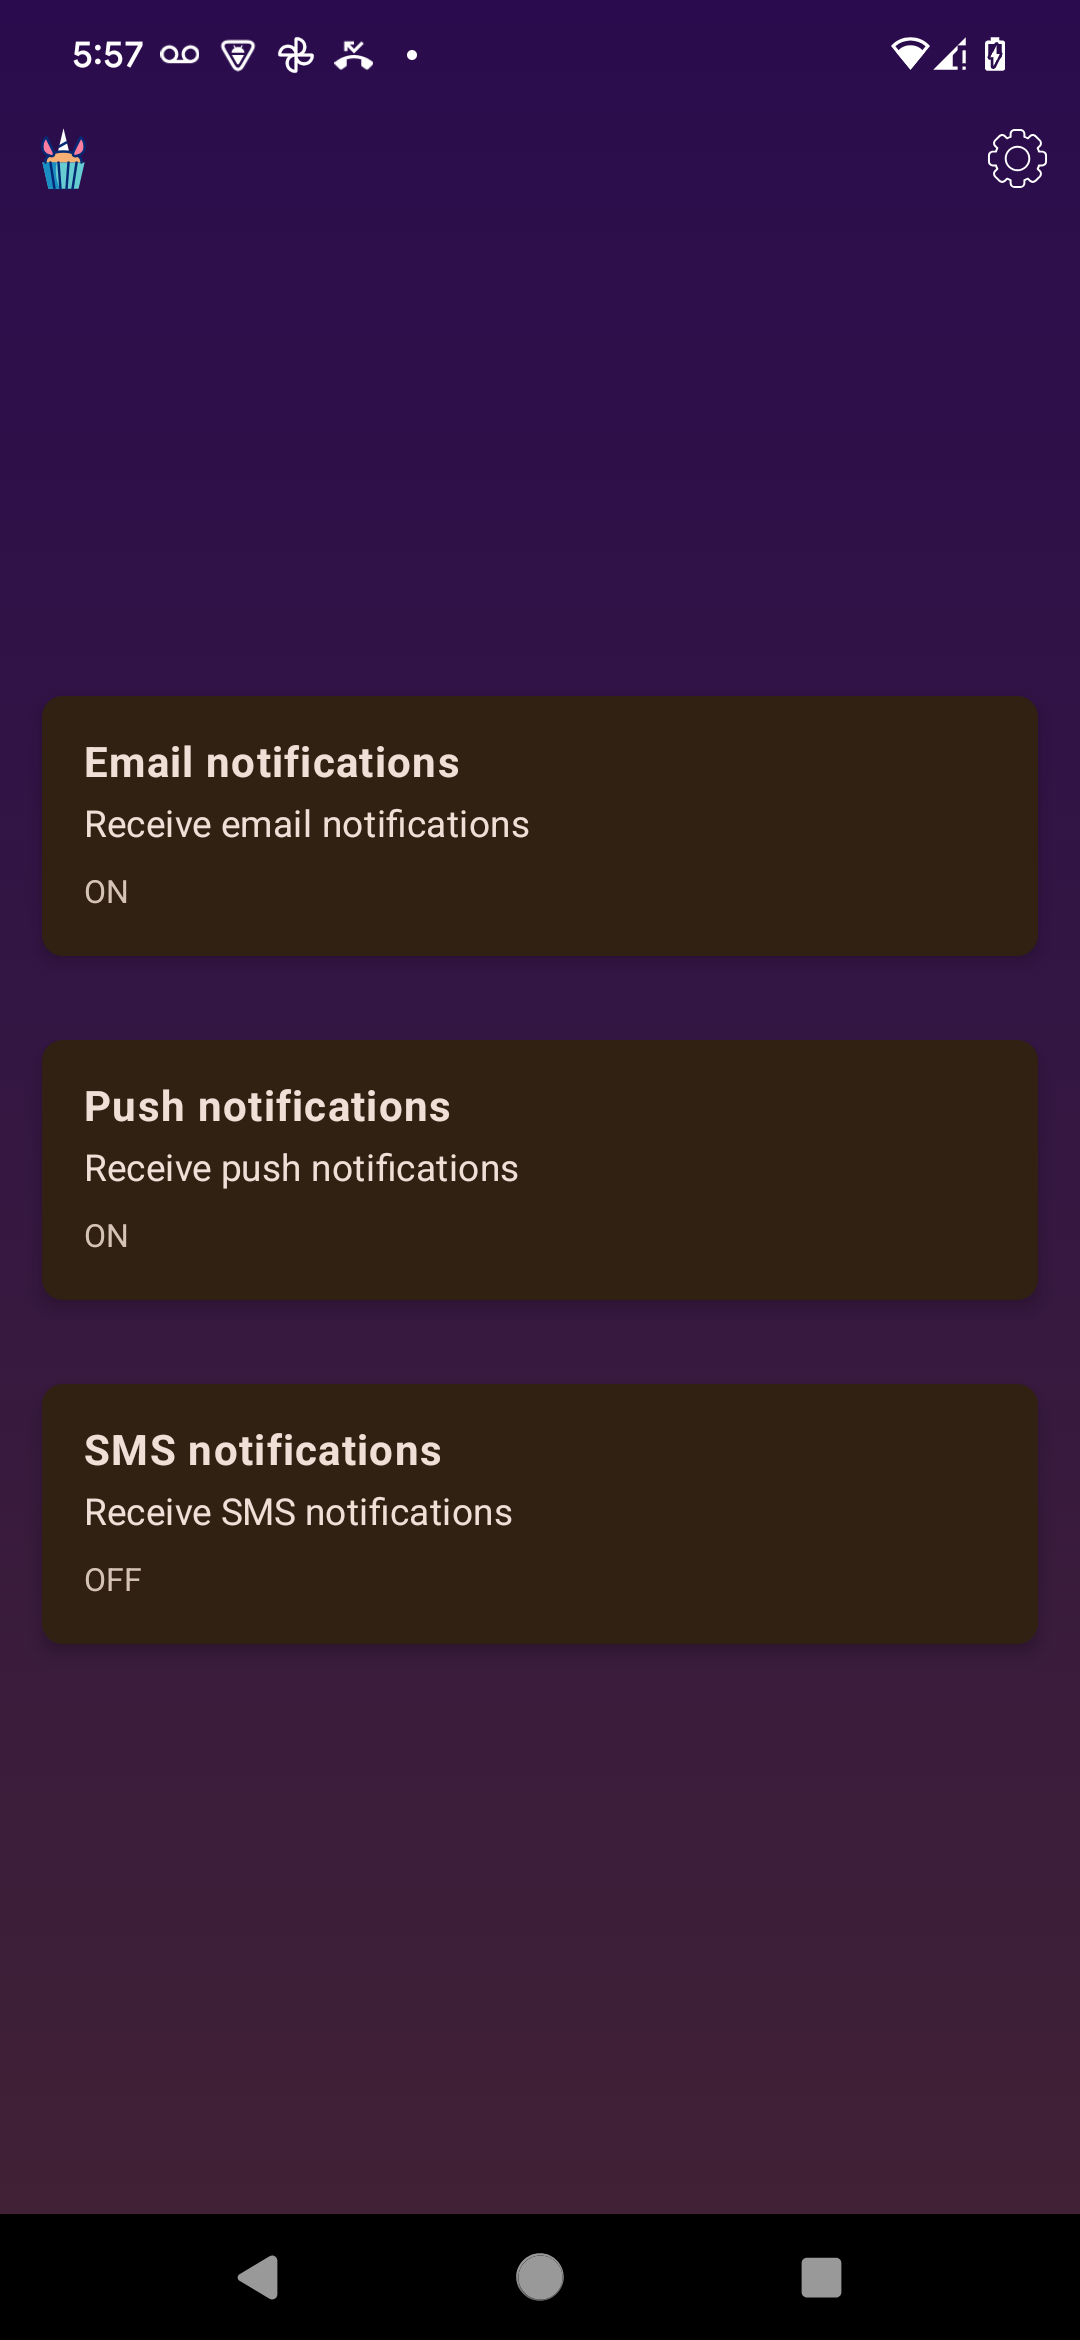 5:57
Email notifications
Receive email notifications
ON
Push notifications
Receive push notifications
ON
SMS notifications
Receive SMS notifications
OFF